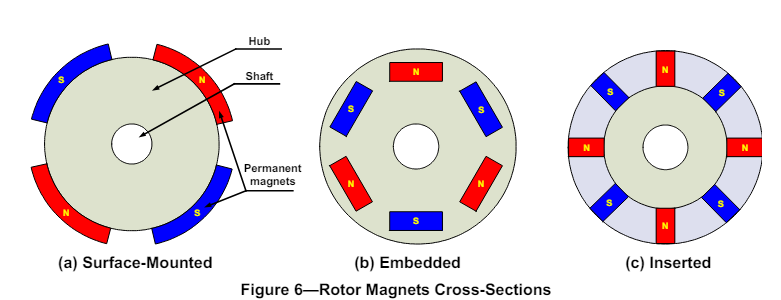 Hub
Shaft
Permanent
magnets
S
N
N
S
N
S
S
N
N
S
N
S
S
N
N
S
S
N
(a) Surface-Mounted
(b) Embedded
(c) Inserted
Figure 6—Rotor Magnets Cross-Sections